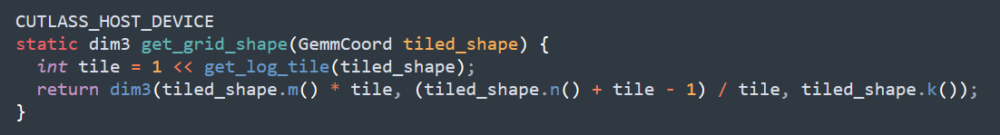 CUTLASS_HOST_DEVICE
static dim3 get_grid_shape(GemmCoord tiled_shape) {
  int tile = 1 << get_log_tile(tiled_shape);
  return dim3(tiled_shape.m() * tile, (tiled_shape.n() + tile - 1) / tile, tiled_shape.k());
}